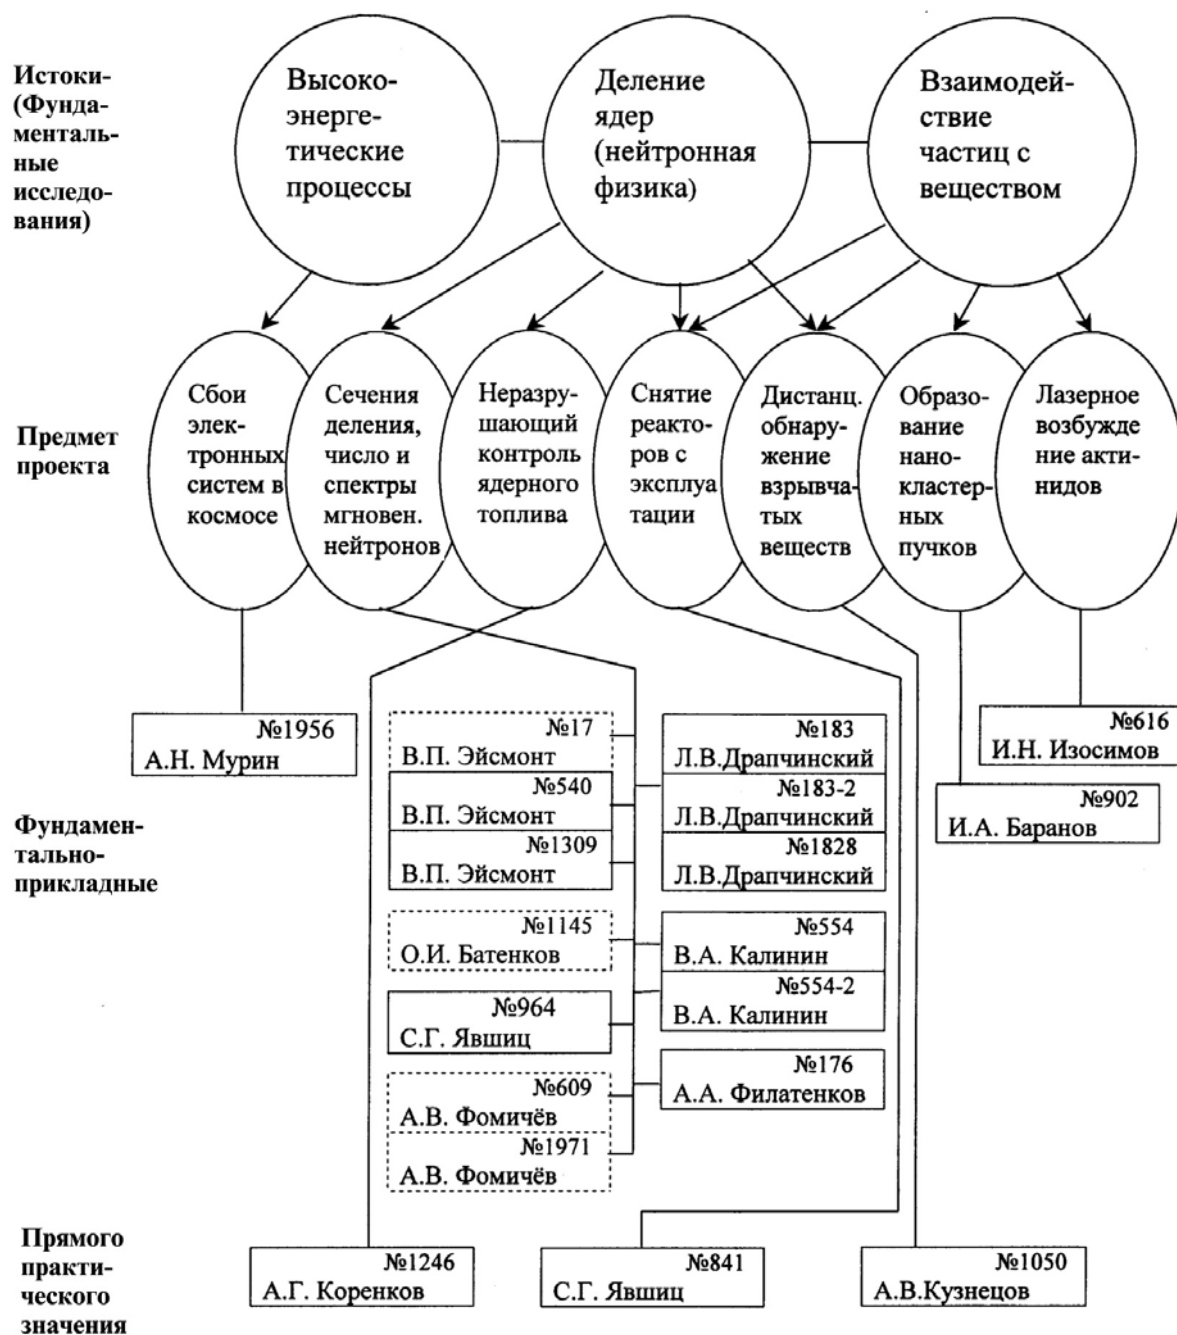 Истоки-
(Фунда-
менталь-
ные
исследо-
вания)
Высоко-
энерге-
тические
процессы
Деление
ядер
(нейтронная
физика)
Взаимодей-
ствие
частиц с
веществом
Предмет
проекта
Сбои
элек-
тронных
систем в
космосе
Сечения
деления,
число и
спектры
мгновен.
нейтронов
Неразру-
шающий
контроль
ядерного
топлива
Снятие
реакто-
ров с
эксплуа
тации
Дистанц.
обнару-
жение
взрывча-
тых
веществ
Образо-
вание
нано-
кластер-
ных
пучков
Лазерное
возбужде
ние акти-
нидов
Фундамен-
тально-
прикладные
№1956
А.Н. Мурин
№17
В.П. Эйсмонт
№540
В.П. Эйсмонт
№1309
В.П. Эйсмонт
№1145
О.И. Батенков
№964
С.Г. Явшиц
№609
А.В. Фомичёв
№1971
А.В. Фомичёв
№183
Л.В.Драпчинский
№183-2
Л.В.Драпчинский
№1828
Л.В.Драпчинский
№554
В.А. Калинин
№554-2
В.А. Калинин
№176
А.А. Филатенков
№616
И.Н. Изосимов
№902
И.А. Баранов
Прямого
практи-
ческого
значения
№1246
А.Г. Коренков
№841
С.Г. Явшиц
№1050
А.В.Кузнецов